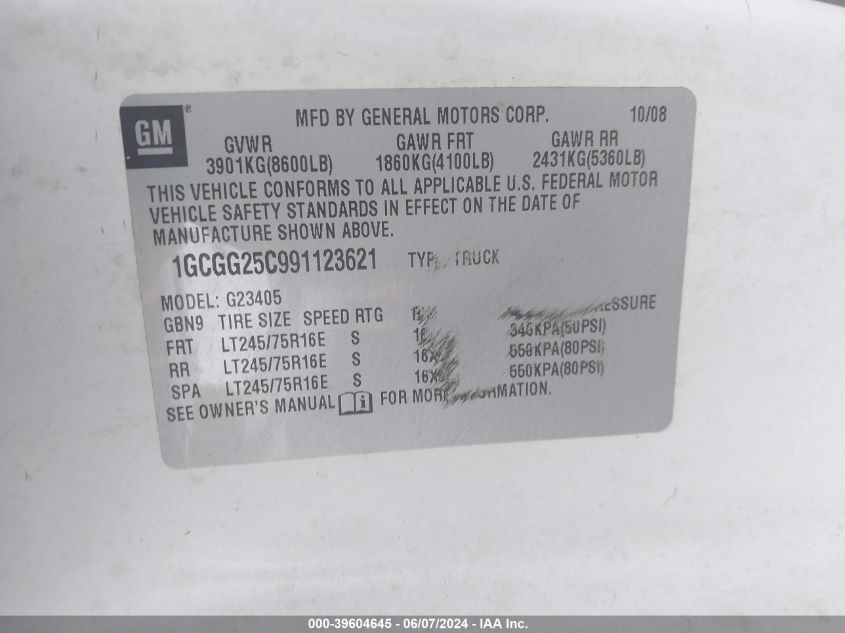 GM ®
MFD BY GENERAL MOTORS CORP. 10/08
GVWR GAWR FRT GAWR RR
3901KG(8600LB) 1860KG(4100LB) 2431KG(5360LB)
THIS VEHICLE CONFORMS TO ALL APPLICABLE U.S. FEDERAL MOTOR
VEHICLE SAFETY STANDARDS IN EFFECT ON THE DATE OF
MANUFACTURE SHOWN ABOVE.
1GCGG25C991123621 TRUCK
MODEL: G23405
GBN9 TIRE SIZE SPEED RTG
FRT LT245/75R16E S 345KPA(50PSI)
RR LT245/75R16E S 550KPA(80PSI)
SPA LT245/75R16E S 550KPA(80PSI)
SEE OWNER'S MANUAL i FOR
000-39604645 - 06/07/2024 - IAA Inc.